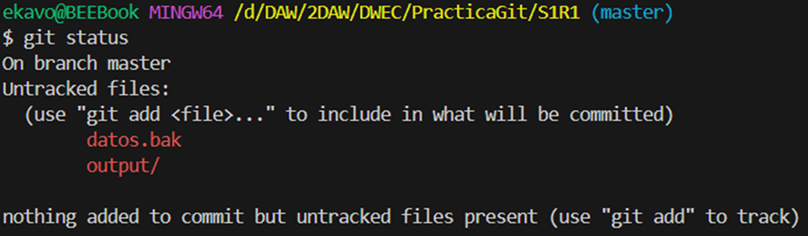 ekavo@BEEBook MINGW64 /d/DAW/2DAW/DWEC/PracticaGit/S1R1 (master)
$ git status
On branch master
Untracked files:
  (use "git add <file>..." to include in what will be committed)
        datos.bak
        output/

nothing added to commit but untracked files present (use "git add" to track)